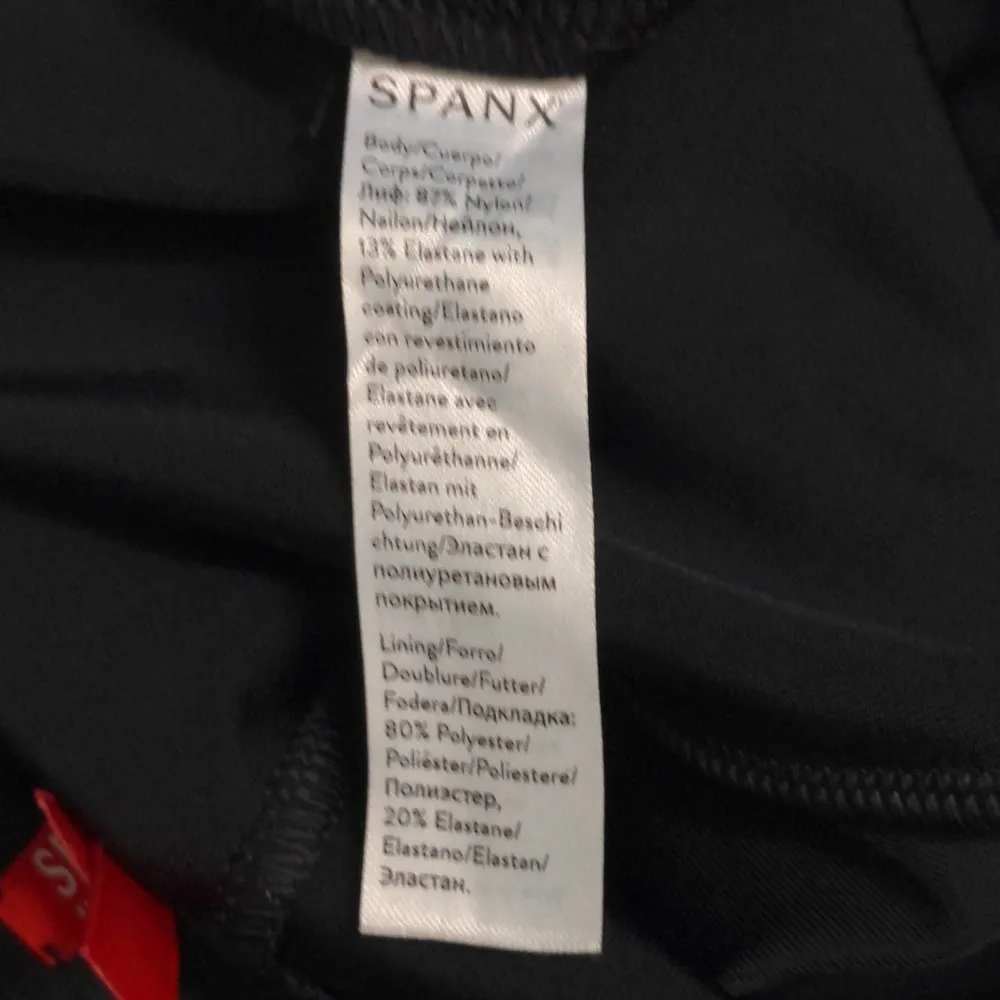 SPANX
Body/Cuerpo/
Corps/Corpetto/
Лиф: 87% Nylon/
Nailon/Нейлон,
13% Elastane with
Polyurethane
coating/Elastano
con revestimiento
de poliuretano/
Elastane avec
revêtement en
Polyuréthanne/
Elastan mit
Polyurethan-Beschi
chtung/Эластан с
полиуретановым
покрытием.
Lining/Forro/
Doublure/Futter/
Fodera/Подкладка:
80% Polyester/
Poliéster/Poliestere/
Полиэстер,
20% Elastane/
Elastano/Elastan/
Эластан.